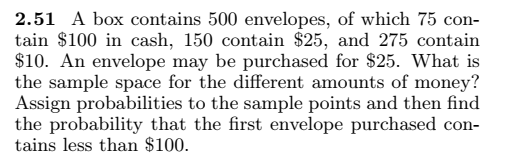 2.51 A box contains 500 envelopes, of which 75 con-
tain $100 in cash, 150 contain $25, and 275 contain
$10. An envelope may be purchased for $25. What is
the sample space for the different amounts of money?
Assign probabilities to the sample points and then find
the probability that the first envelope purchased con-
tains less than $100.